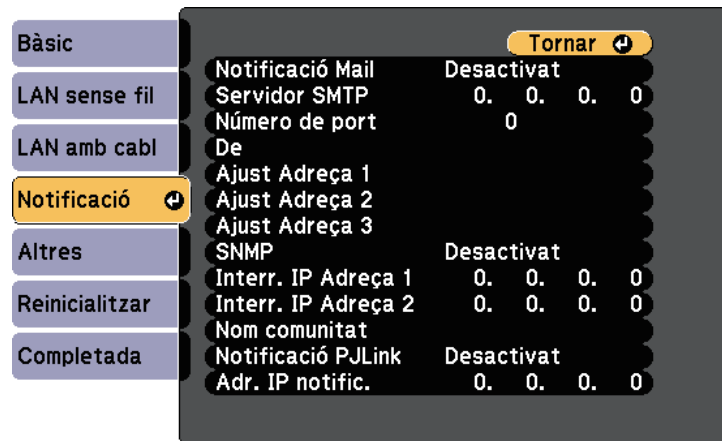 Bàsic
LAN sense fil
LAN amb cabl
Notificació
Altres
Reinicialitzar
Completada
Tornar
Notificació Mail Desactivat
Servidor SMTP 0. 0. 0. 0
Número de port 0
De
Ajust Adreça 1
Ajust Adreça 2
Ajust Adreça 3
SNMP Desactivat
Interr. IP Adreça 1 0. 0. 0. 0
Interr. IP Adreça 2 0. 0. 0. 0
Nom comunitat
Notificació PJLink Desactivat
Adr. IP notific. 0. 0. 0. 0